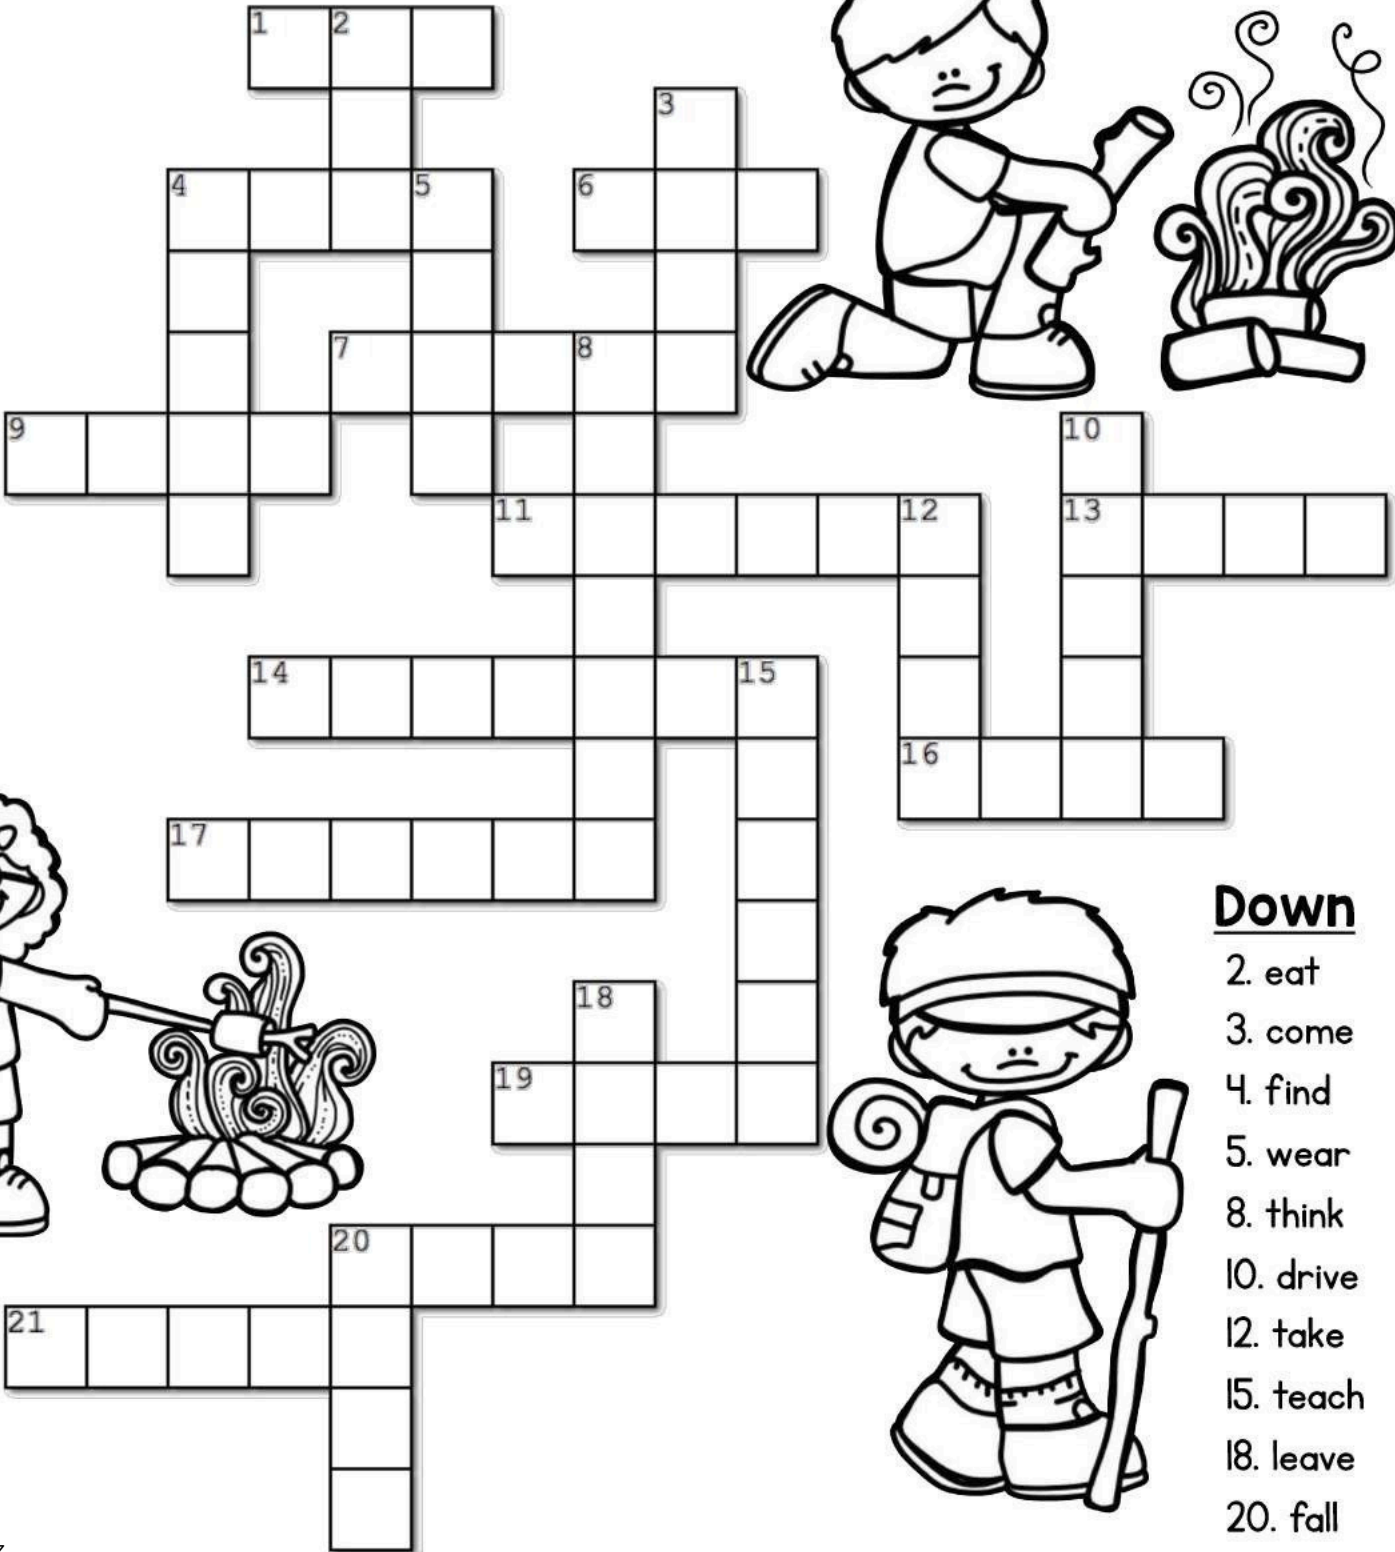 1 2
3
4 5 6
7 8
9 10
11 12 13
14 15
16
17
18
19
20
21
Down
2. eat
3. come
4. find
5. wear
8. think
10. drive
12. take
15. teach
18. leave
20. fall